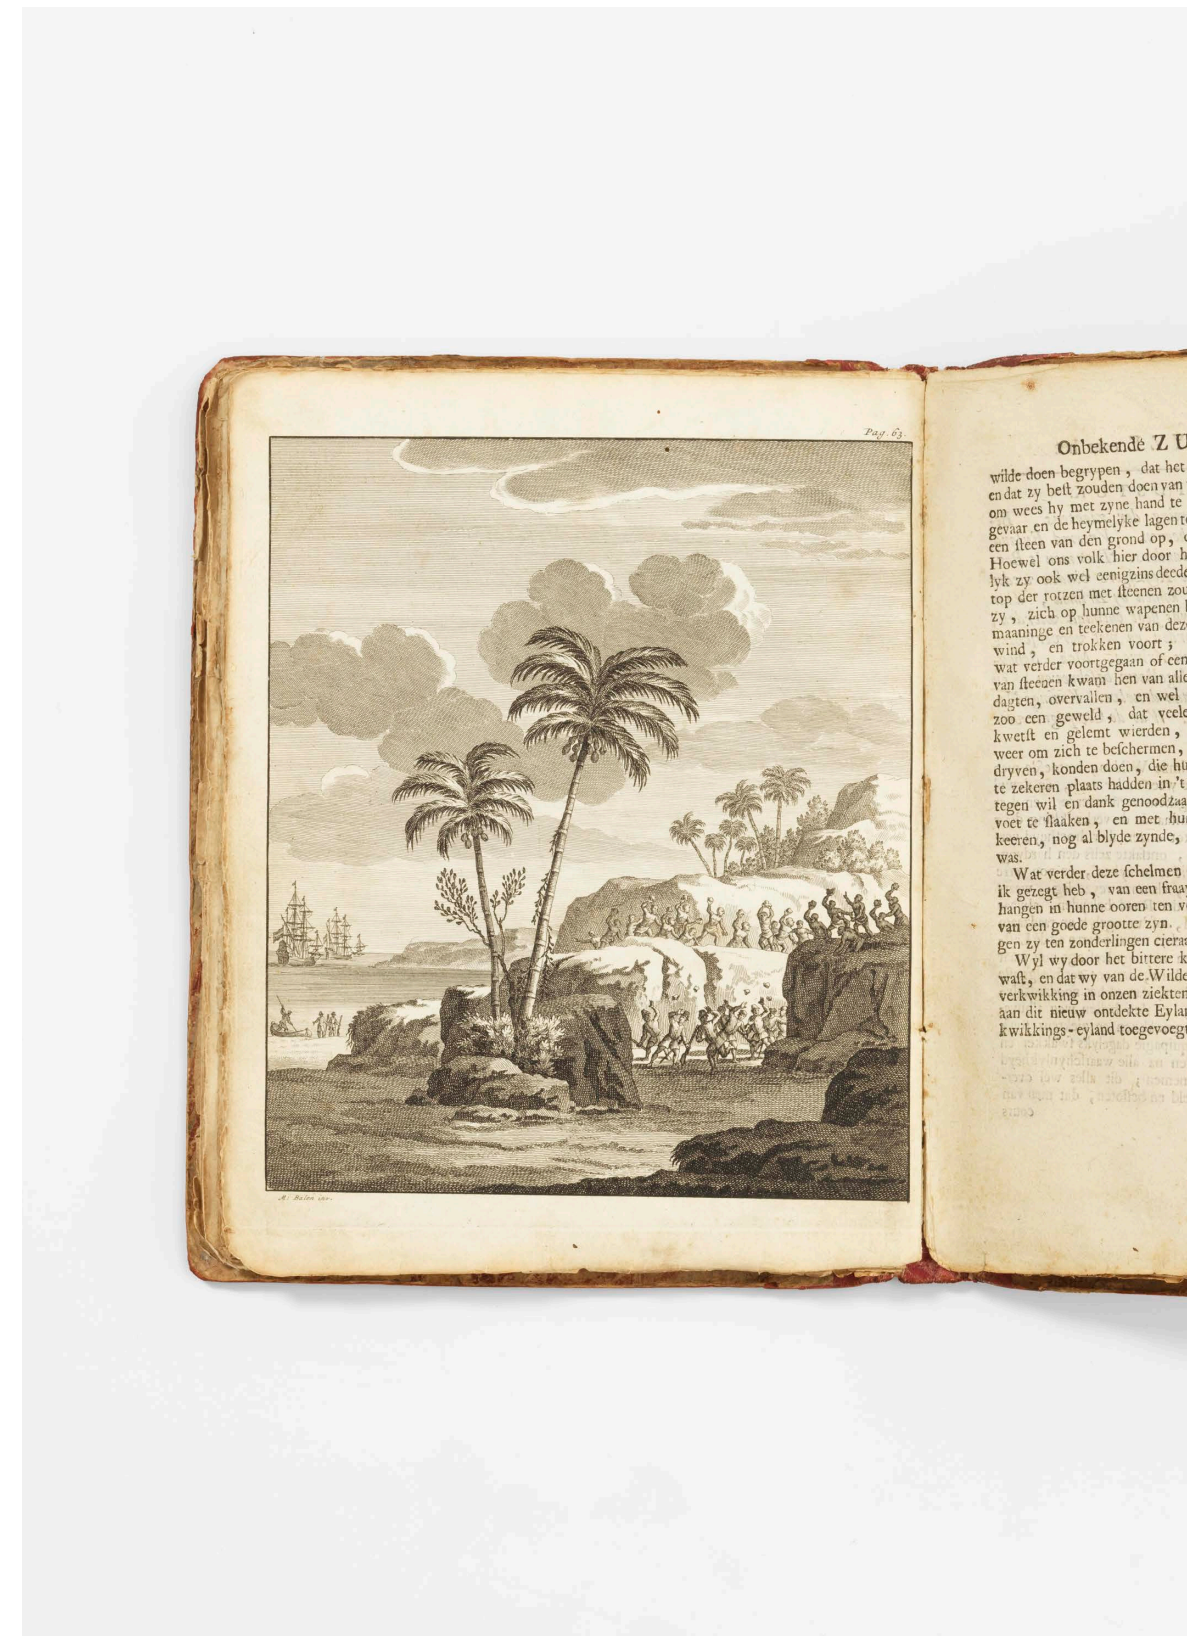 Pag. 63.
Onbekende ZU
wilde doen begrypen, dat het
en dat zy beſt zouden doen van
om wees hy met zyne hand te
gevaar en de heymelyke lagen te
een ſteen van den grond op,
Hoewel ons volk hier door h
lyk zy ook wel eenigzins deede
top der rotzen met ſteenen zou
zy, zich op hunne wapenen
maaninge en teekenen van deze
wind, en trokken voort;
wat verder voortgegaan of een
van ſteenen kwam hen van alle
dagten, overvallen, en wel
zoo een geweld, dat veele
kwetſt en gelemt wierden,
weer om zich te beſchermen,
dryven, konden doen, die hu
te zekeren plaats hadden in 't
tegen wil en dank genoodzaa
voet te ſlaaken, en met hu
keeren, nog al blyde zynde,
was.
Wat verder deze ſchelmen
ik gezegt heb, van een fraay
hangen in hunne ooren ten v
van een goede grootte zyn.
gen zy ten zonderlingen cieraa
Wyl wy door het bittere k
waſt, en dat wy van de Wilde
verkwikking in onzen ziekten
aan dit nieuw ontdekte Eylan
kwikkings-eyland toegevoegt
M: Balen